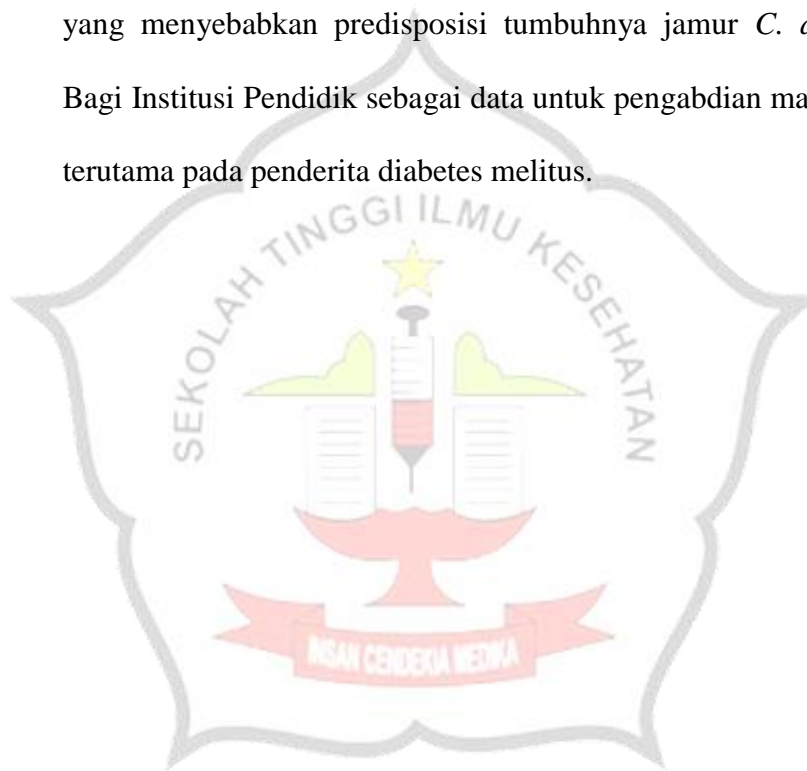 yang menyebabkan predisposisi tumbuhnya jamur C.
Bagi Institusi Pendidik sebagai data untuk pengabdian
terutama pada penderita diabetes melitus.
SEKOLAH TINGGI ILMU KESEHATAN
INSAN CENDEKIA MEDIKA